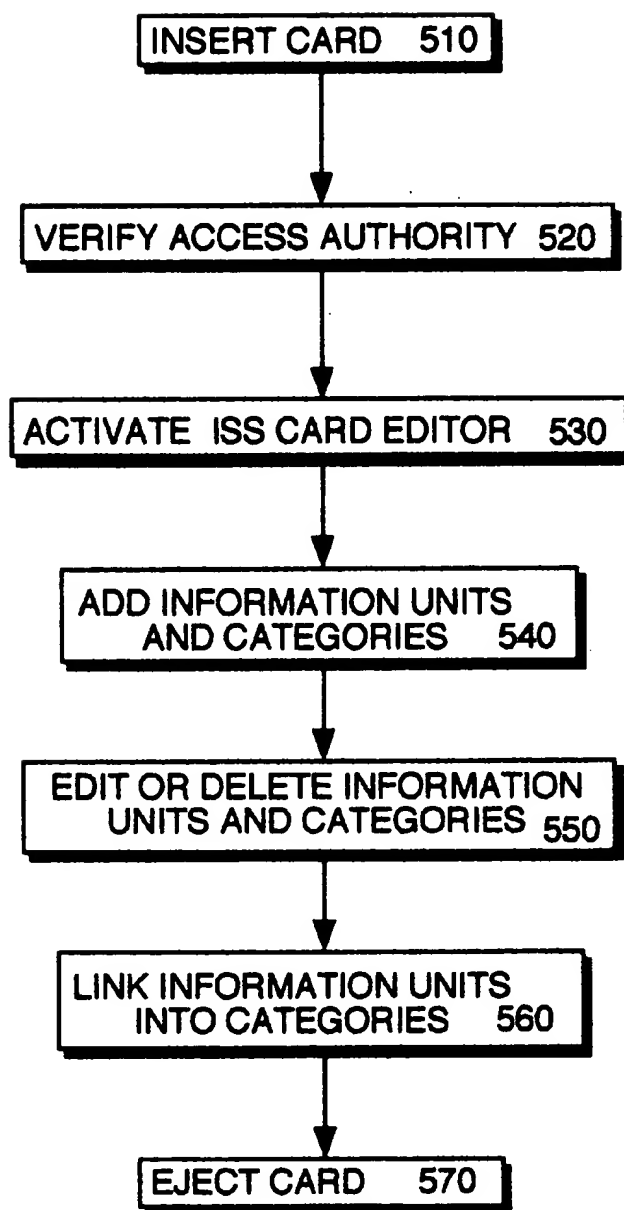 INSERT CARD 510
VERIFY ACCESS AUTHORITY 520
ACTIVATE ISS CARD EDITOR 530
ADD INFORMATION UNITS
AND CATEGORIES 540
EDIT OR DELETE INFORMATION
UNITS AND CATEGORIES 550
LINK INFORMATION UNITS
INTO CATEGORIES 560
EJECT CARD 570